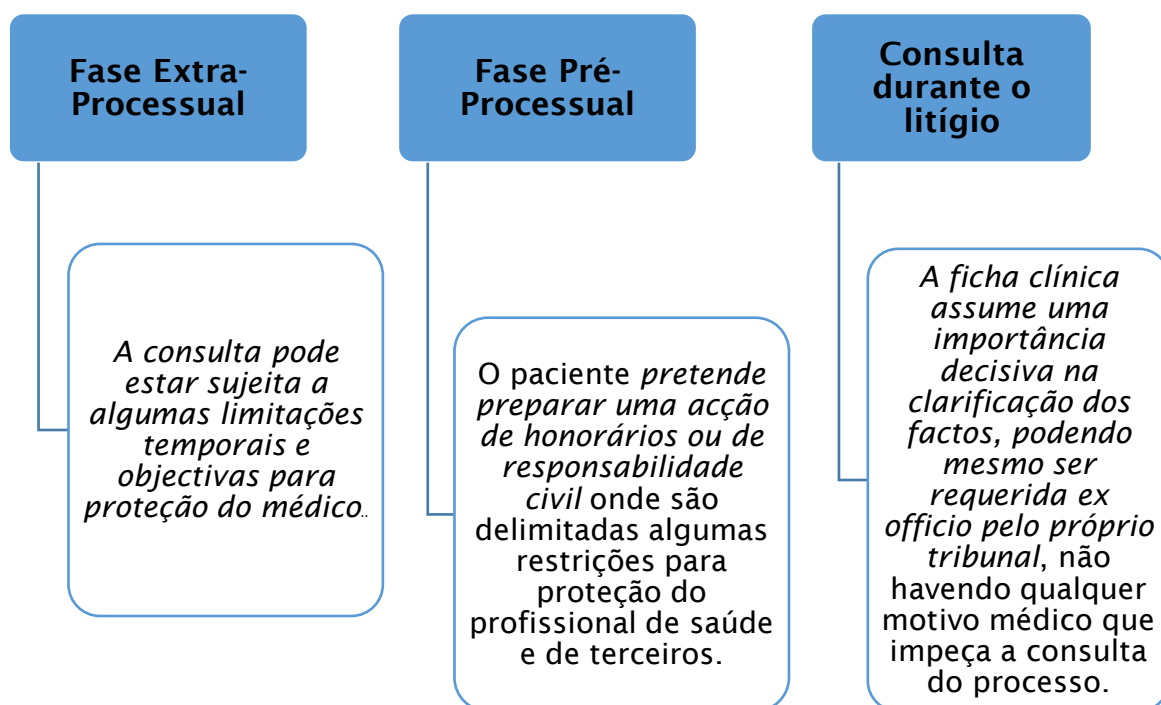 Fase Extra-
Processual
A consulta pode
estar sujeita a
algumas limitações
temporais e
objectivas para
proteção do médico..
Fase Pré-
Processual
O paciente pretende
preparar uma acção
de honorários ou de
responsabilidade
civil onde são
delimitadas algumas
restrições para
proteção do
profissional de saúde
e de terceiros.
Consulta
durante o
litígio
A ficha clínica
assume uma
importância
decisiva na
clarificação dos
factos, podendo
mesmo ser
requerida ex
officio pelo próprio
tribunal, não
havendo qualquer
motivo médico que
impeça a consulta
do processo.